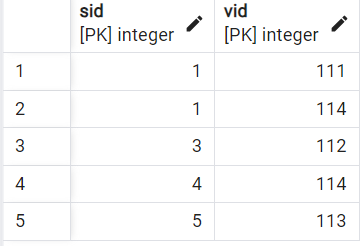 sid vid
[PK] integer [PK] integer
1 1 111
2 1 114
3 3 112
4 4 114
5 5 113